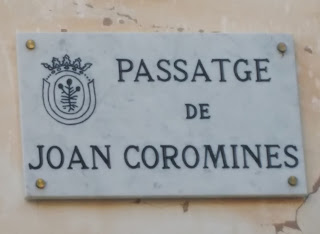 PASSATGE
DE
JOAN COROMINES